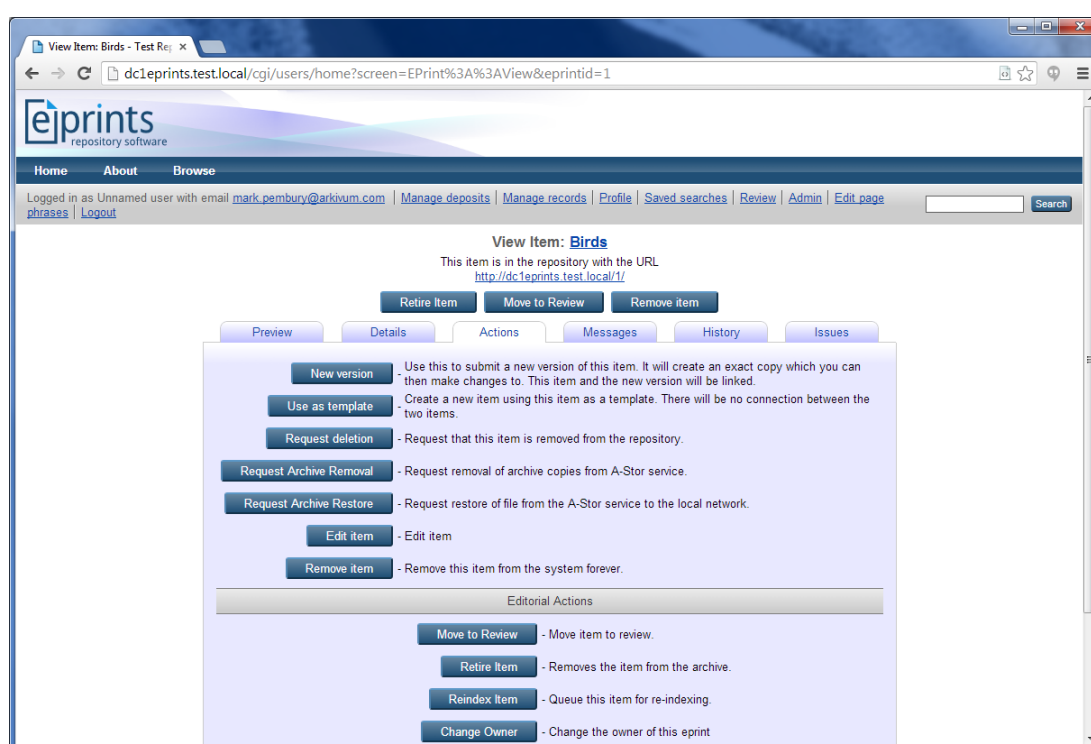 View Item: Birds - Test Re
dc1eprints.test.local/cgi/users/home?screen=EPrint%3A%3AView&eprintid=1
eprints
repository software
Home About Browse
Logged in as Unnamed user with email mark.pembury@arkivum.com | Manage deposits | Manage records | Profile | Saved searches | Review | Admin | Edit page
phrases | Logout
Search
View Item: Birds
This item is in the repository with the URL
http://dc1eprints.test.local/1/
Retire Item Move to Review Remove item
Preview Details Actions Messages History Issues
New version - Use this to submit a new version of this item. It will create an exact copy which you can
then make changes to. This item and the new version will be linked.
Use as template - Create a new item using this item as a template. There will be no connection between the
two items.
Request deletion - Request that this item is removed from the repository.
Request Archive Removal - Request removal of archive copies from A-Stor service.
Request Archive Restore - Request restore of file from the A-Stor service to the local network.
Edit item - Edit item
Remove item - Remove this item from the system forever.
Editorial Actions
Move to Review - Move item to review.
Retire Item - Removes the item from the archive.
Reindex Item - Queue this item for re-indexing.
Change Owner - Change the owner of this eprint